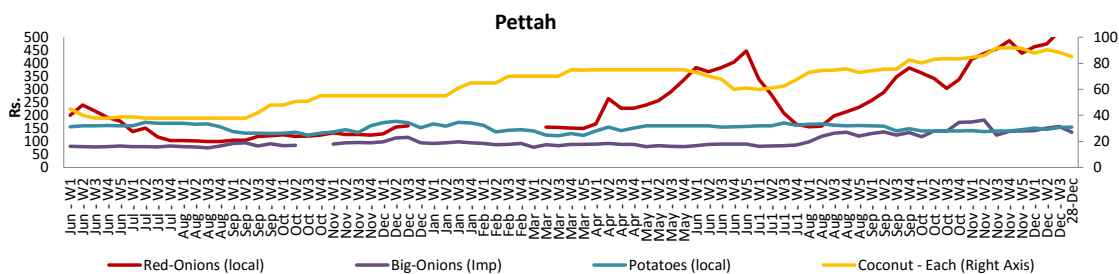 Pettah
Rs.
500
450
400
350
300
250
200
150
100
50
0
100
80
60
40
20
0
Jun - W1
Jun - W2
Jun - W3
Jun - W4
Jun - W5
Jul - W1
Jul - W2
Jul - W3
Jul - W4
Aug - W1
Aug - W2
Aug - W3
Aug - W4
Sep - W1
Sep - W2
Sep - W3
Sep - W4
Oct - W1
Oct - W2
Oct - W3
Oct - W4
Nov - W1
Nov - W2
Nov - W3
Nov - W4
Dec - W1
Dec - W2
Dec - W3
Dec - W4
Jan - W1
Jan - W2
Jan - W3
Jan - W4
Feb - W1
Feb - W2
Feb - W3
Feb - W4
Mar - W1
Mar - W2
Mar - W3
Mar - W4
Mar - W5
Apr - W1
Apr - W2
Apr - W3
Apr - W4
May - W1
May - W2
May - W3
May - W4
Jun - W1
Jun - W2
Jun - W3
Jun - W4
Jun - W5
Ju1 - W1
Ju1 - W2
Ju1 - W3
Ju1 - W4
Aug - W1
Aug - W2
Aug - W3
Aug - W4
Aug - W5
Sep - W1
Sep - W2
Sep - W3
Sep - W4
Oct - W1
Oct - W2
Oct - W3
Oct - W4
Nov - W1
Nov - W2
Nov - W3
Nov - W4
Nov - W5
Dec - W1
Dec - W2
Dec - W3
28-Dec
Red-Onions (local) Big-Onions (Imp) Potatoes (local) Coconut - Each (Right Axis)